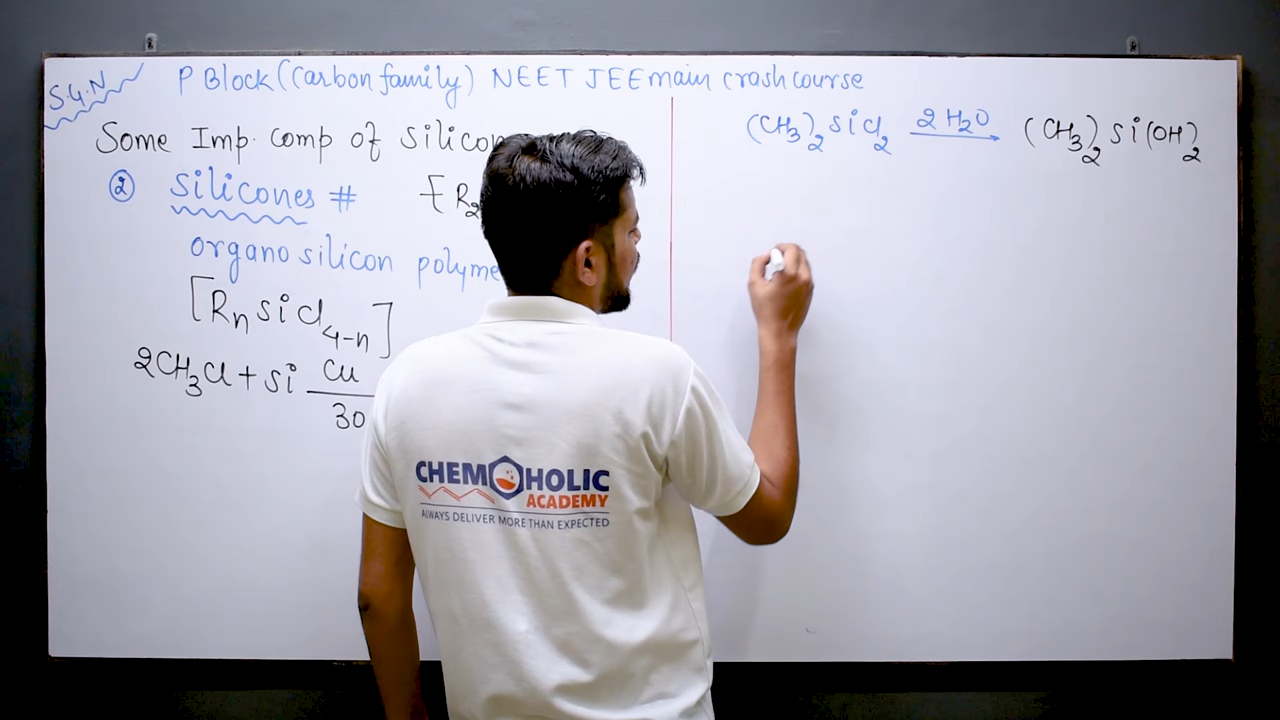 S.G.N
P Block (Carbon family) NEET JEE main crash course
Some Imp. comp of silicon
② silicones #
[R₂
organo silicon polyme
[RₙsiCl₄₋ₙ]
2CH₃Cl + si Cu
30
(CH₃)₂siCl₂ 2H₂O → (CH₃)₂si(OH)₂
CHEMOHOLIC
ACADEMY
ALWAYS DELIVER MORE THAN EXPECTED